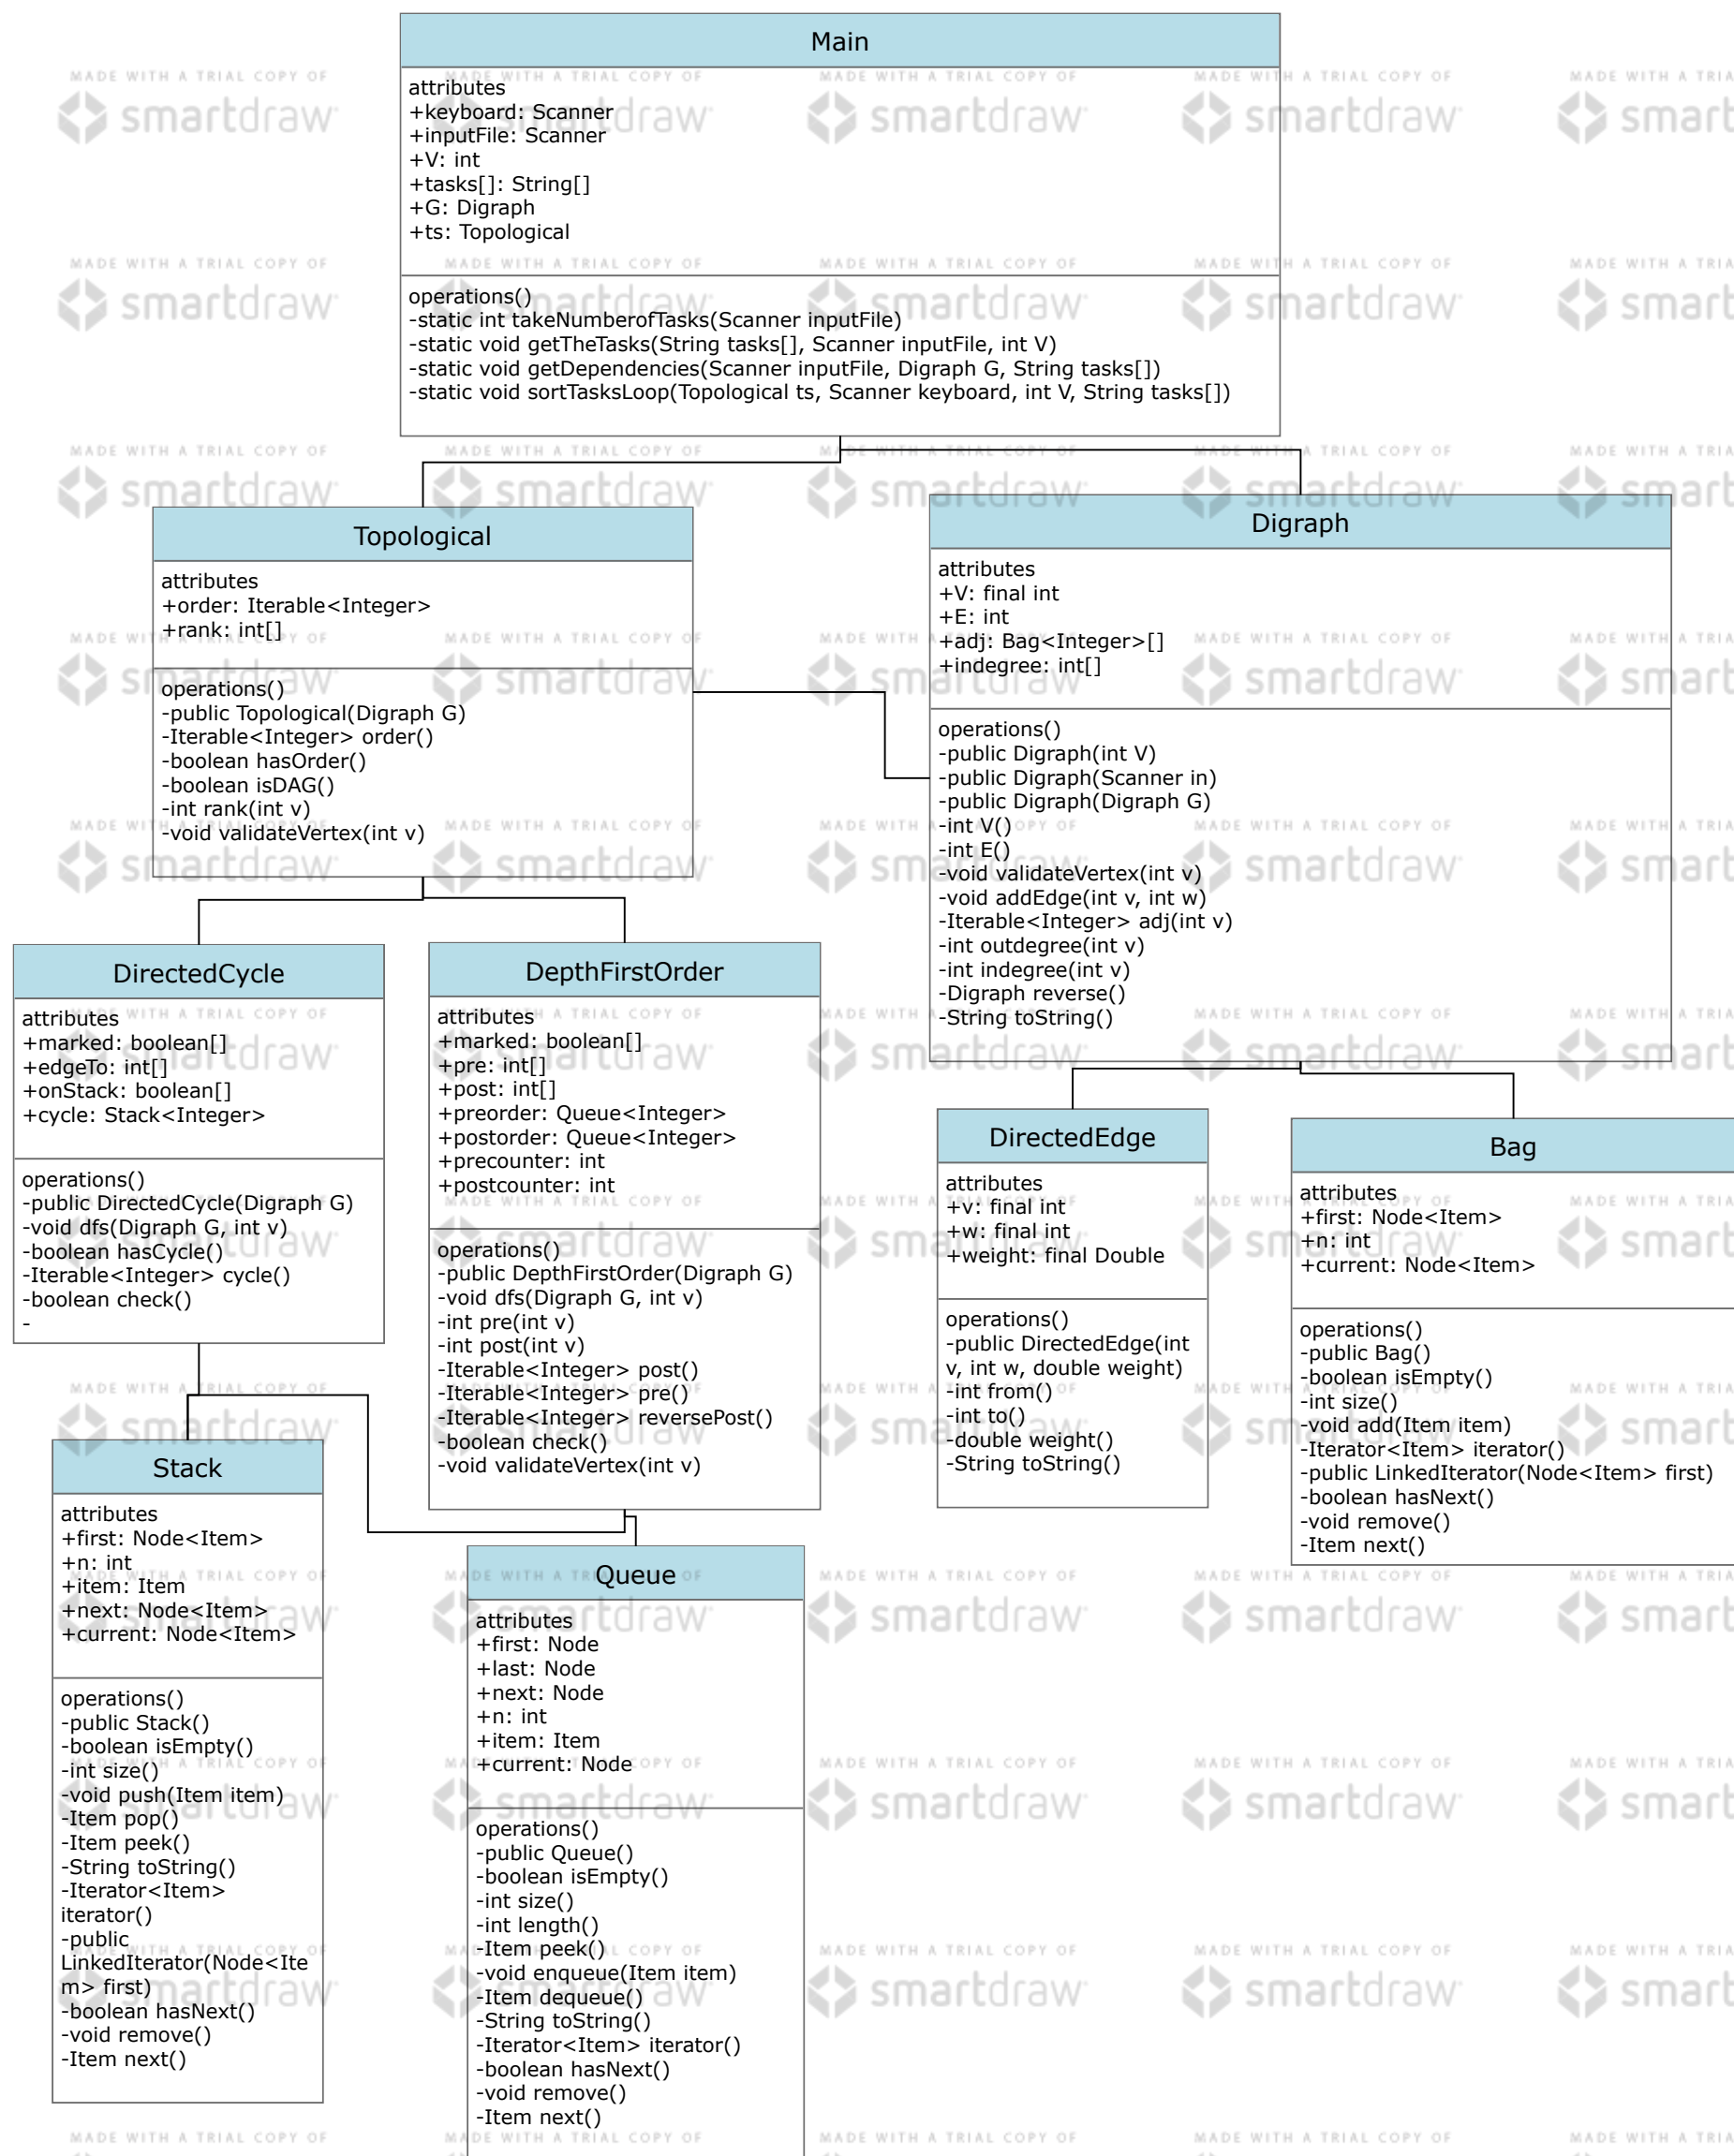 Main
attributes
+keyboard: Scanner
+inputFile: Scanner
+V: int
+tasks[]: String[]
+G: Digraph
+ts: Topological
operations()
-static int takeNumberofTasks(Scanner inputFile)
-static void getTheTasks(String tasks[], Scanner inputFile, int V)
-static void getDependencies(Scanner inputFile, Digraph G, String tasks[])
-static void sortTasksLoop(Topological ts, Scanner keyboard, int V, String tasks[])
Topological
attributes
+order: Iterable<Integer>
+rank: int[]
operations()
-public Topological(Digraph G)
-Iterable<Integer> order()
-boolean hasOrder()
-boolean isDAG()
-int rank(int v)
-void validateVertex(int v)
Digraph
attributes
+V: final int
+E: int
+adj: Bag<Integer>[]
+indegree: int[]
operations()
-public Digraph(int V)
-public Digraph(Scanner in)
-public Digraph(Digraph G)
-int V()
-int E()
-void validateVertex(int v)
-void addEdge(int v, int w)
-Iterable<Integer> adj(int v)
-int outdegree(int v)
-int indegree(int v)
-Digraph reverse()
-String toString()
DirectedCycle
attributes
+marked: boolean[]
+edgeTo: int[]
+onStack: boolean[]
+cycle: Stack<Integer>
operations()
-public DirectedCycle(Digraph G)
-void dfs(Digraph G, int v)
-boolean hasCycle()
-Iterable<Integer> cycle()
-boolean check()
-
DepthFirstOrder
attributes
+marked: boolean[]
+pre: int[]
+post: int[]
+preorder: Queue<Integer>
+postorder: Queue<Integer>
+precounter: int
+postcounter: int
operations()
-public DepthFirstOrder(Digraph G)
-void dfs(Digraph G, int v)
-int pre(int v)
-int post(int v)
-Iterable<Integer> post()
-Iterable<Integer> pre()
-Iterable<Integer> reversePost()
-boolean check()
-void validateVertex(int v)
DirectedEdge
attributes
+v: final int
+w: final int
+weight: final Double
operations()
-public DirectedEdge(int
v, int w, double weight)
-int from()
-int to()
-double weight()
-String toString()
Bag
attributes
+first: Node<Item>
+n: int
+current: Node<Item>
operations()
-public Bag()
-boolean isEmpty()
-int size()
-void add(Item item)
-Iterator<Item> iterator()
-public LinkedIterator(Node<Item> first)
-boolean hasNext()
-void remove()
-Item next()
Stack
attributes
+first: Node<Item>
+n: int
+item: Item
+next: Node<Item>
+current: Node<Item>
operations()
-public Stack()
-boolean isEmpty()
-int size()
-void push(Item item)
-Item pop()
-Item peek()
-String toString()
-Iterator<Item>
iterator()
-public
LinkedIterator(Node<Ite
m> first)
-boolean hasNext()
-void remove()
-Item next()
Queue
attributes
+first: Node
+last: Node
+next: Node
+n: int
+item: Item
+current: Node
operations()
-public Queue()
-boolean isEmpty()
-int size()
-int length()
-Item peek()
-void enqueue(Item item)
-Item dequeue()
-String toString()
-Iterator<Item> iterator()
-boolean hasNext()
-void remove()
-Item next()
MADE WITH A TRIAL COPY OF
smartdraw